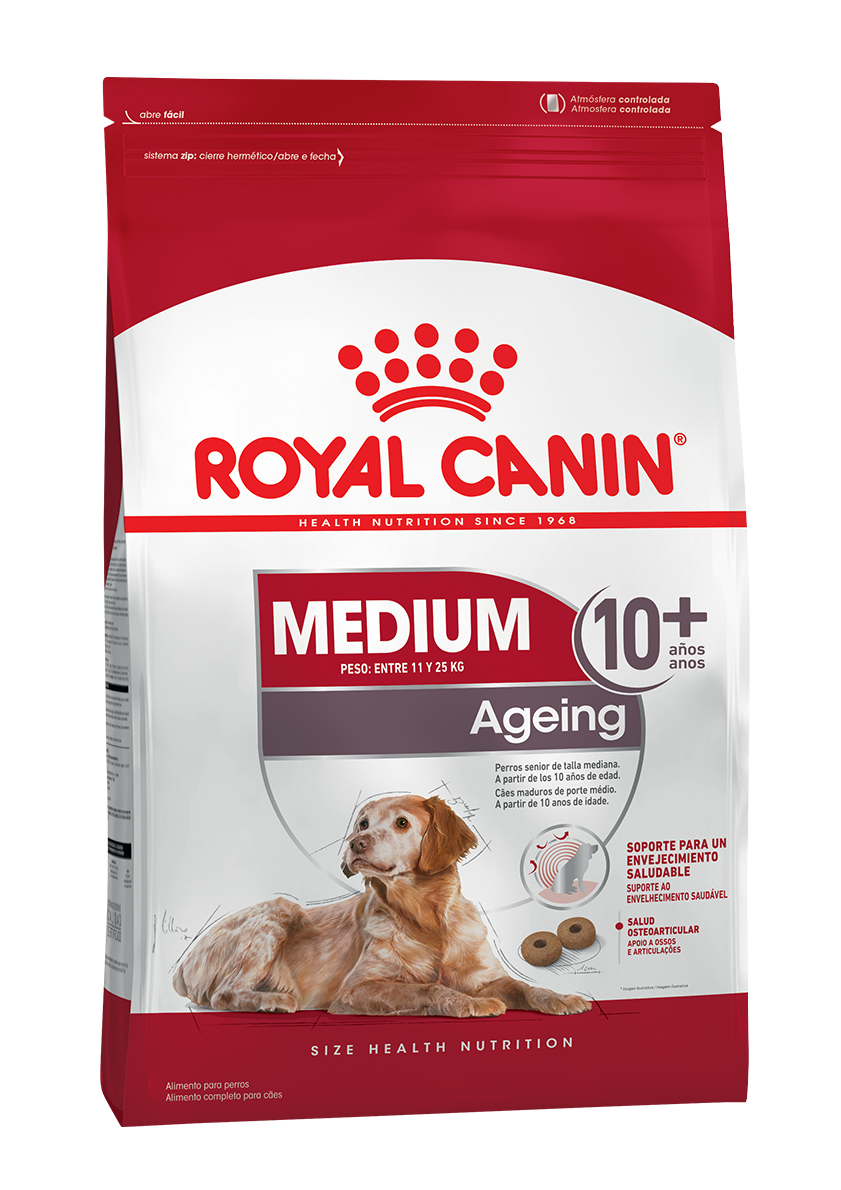 abre fácil
Atmósfera controlada
Atmosfera controlada
sistema zip: cierre hermético/abre e fecha
ROYAL CANIN®
HEALTH NUTRITION SINCE 1968
MEDIUM
PESO: ENTRE 11 Y 25 KG
10+
años
anos
Ageing
Perros senior de talla mediana.
A partir de los 10 años de edad.
Cães maduros de porte médio.
A partir de 10 anos de idade.
SOPORTE PARA UN
ENVEJECIMIENTO
SALUDABLE
SUPORTE AO
ENVELHECIMENTO SAUDÁVEL
SALUD
OSTEOARTICULAR
APOIO A OSSOS
E ARTICULAÇÕES
SIZE HEALTH NUTRITION
Alimento para perros
Alimento completo para cães